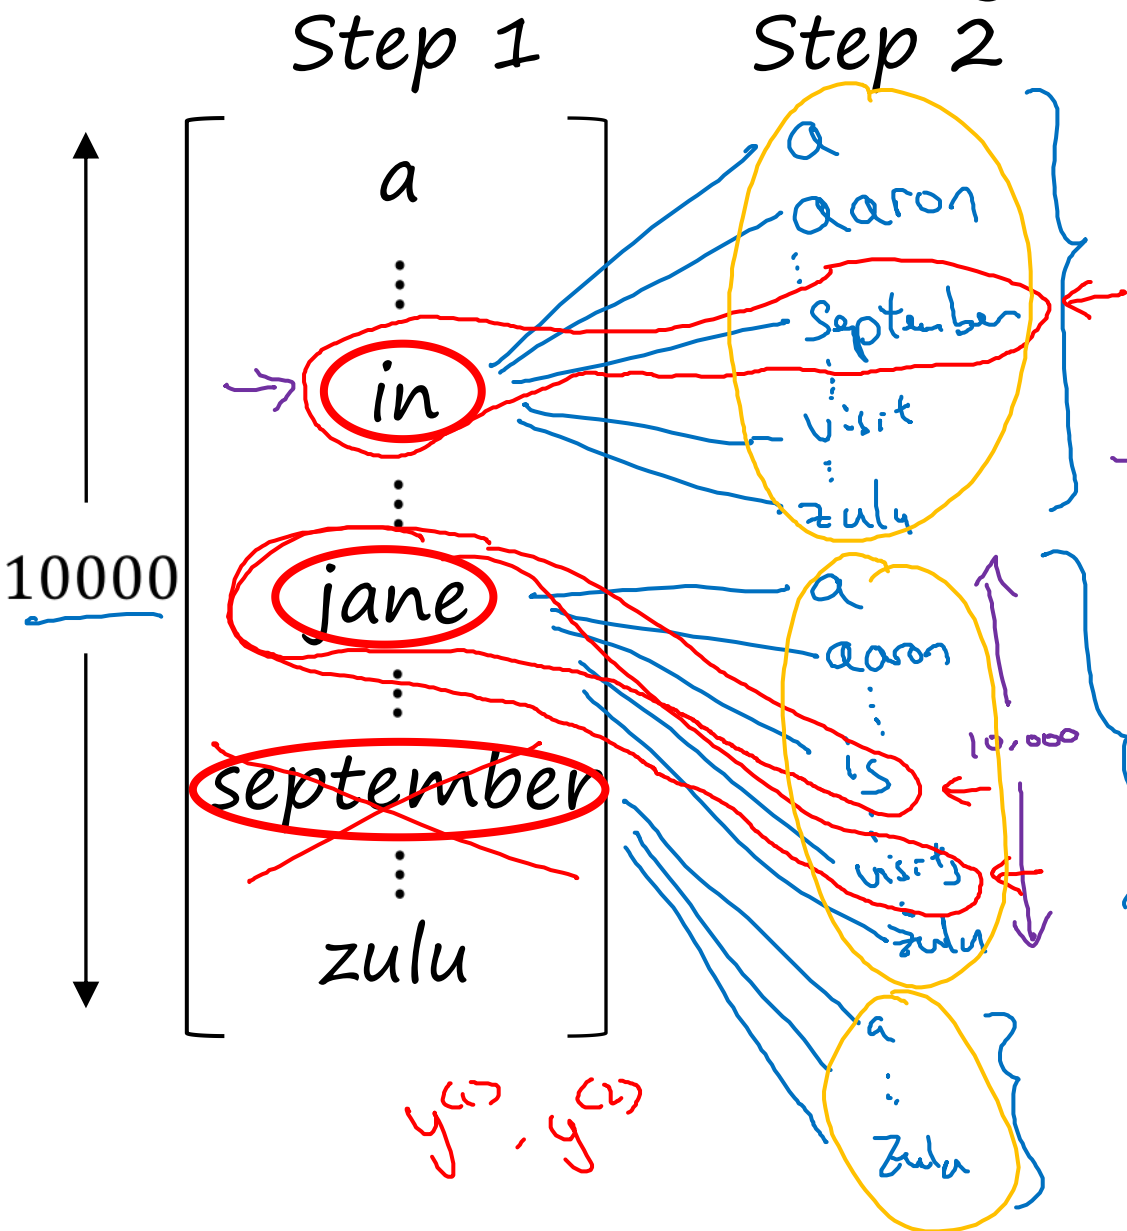 Step 1
a
in
jane
september
zulu
10000
y(1), y(2)
Step 2
a
aaron
September
visit
zulu
a
aaron
is
visits
zulu
10,000
a
zulu